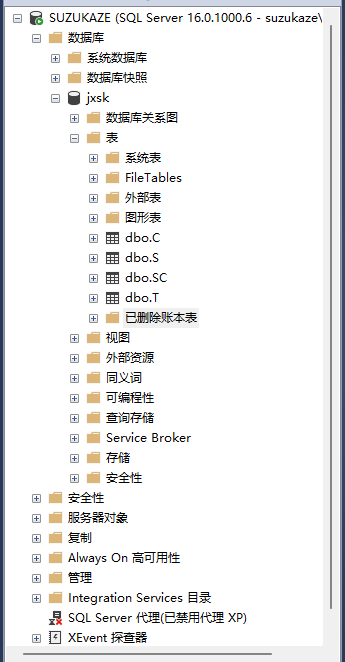 SUZUKAZE (SQL Server 16.0.1000.6 - suzukaze\
数据库
系统数据库
数据库快照
jxsk
数据库关系图
表
系统表
FileTables
外部表
图形表
dbo.C
dbo.S
dbo.SC
dbo.T
已删除账本表
视图
外部资源
同义词
可编程性
查询存储
Service Broker
存储
安全性
安全性
服务器对象
复制
Always On 高可用性
管理
Integration Services 目录
SQL Server 代理(已禁用代理 XP)
XEvent 探查器